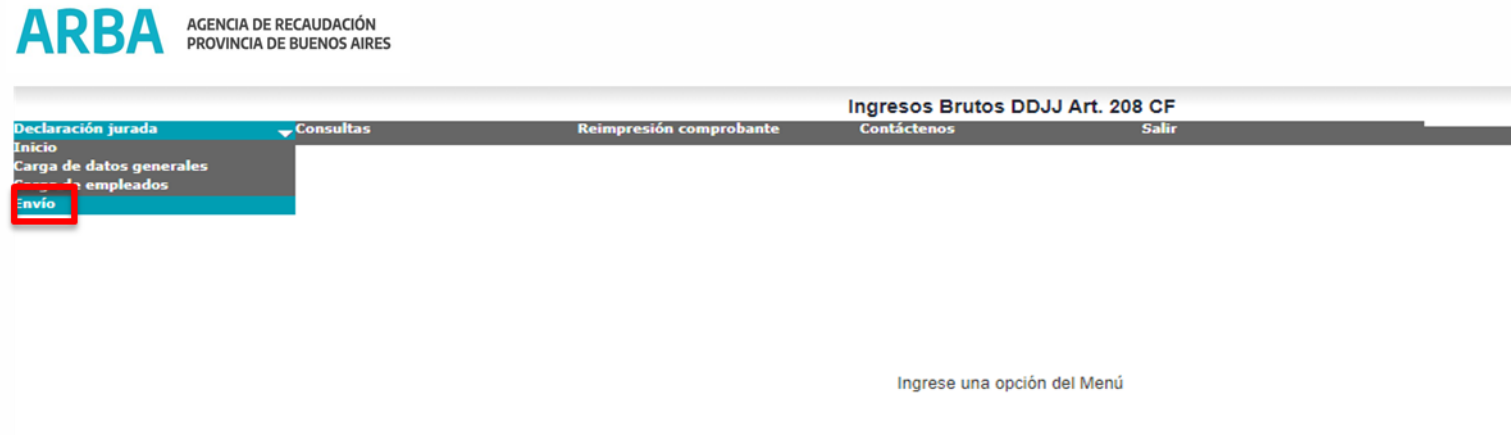 ARBA AGENCIA DE RECAUDACIÓN
PROVINCIA DE BUENOS AIRES
Ingresos Brutos DDJJ Art. 208 CF
Declaración jurada Consultas Reimpresión comprobante Contáctenos Salir
Inicio
Carga de datos generales
Carga de empleados
Envío
Ingrese una opción del Menú